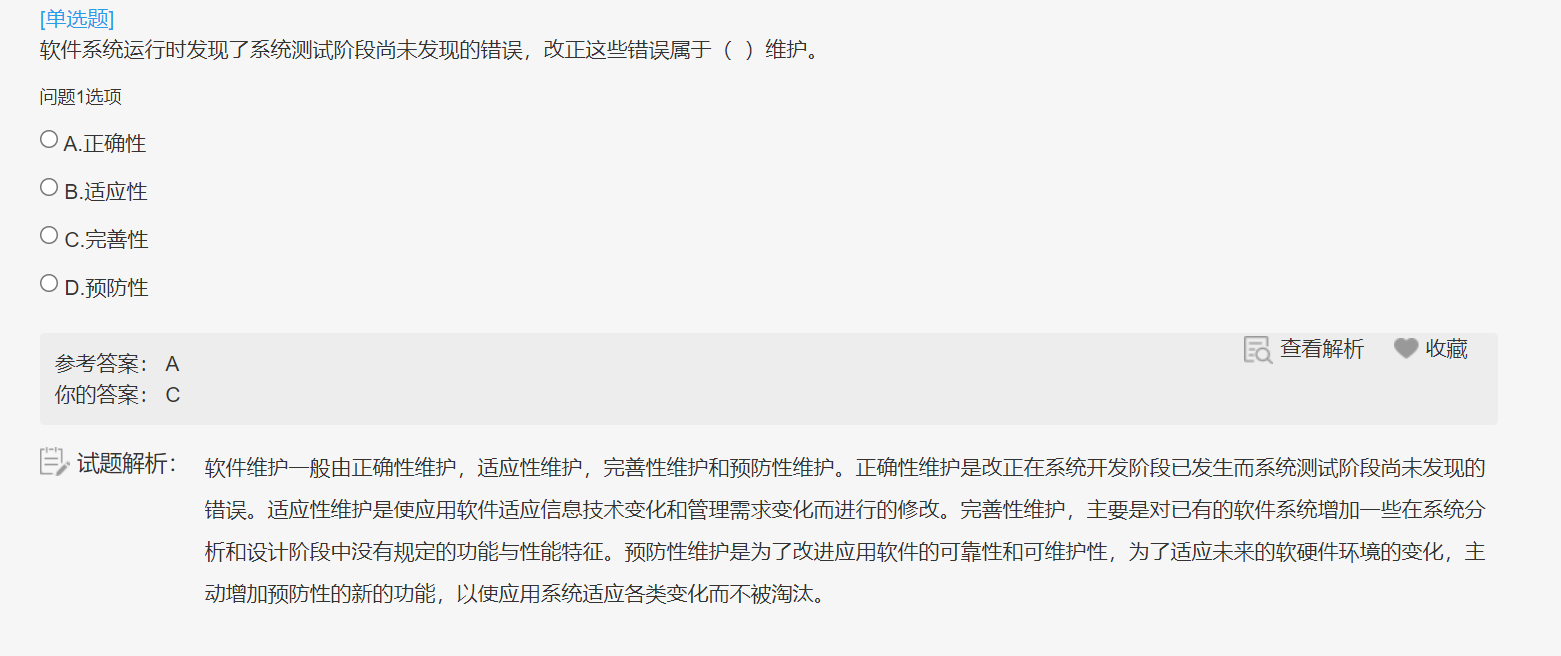 [单选题]
软件系统运行时发现了系统测试阶段尚未发现的错误，改正这些错误属于（  ）维护。
问题1选项
A.正确性
B.适应性
C.完善性
D.预防性
查看解析 收藏
参考答案： A
你的答案： C
试题解析： 软件维护一般由正确性维护，适应性维护，完善性维护和预防性维护。正确性维护是改正在系统开发阶段已发生而系统测试阶段尚未发现的
错误。适应性维护是使应用软件适应信息技术变化和管理需求变化而进行的修改。完善性维护，主要是对已有的软件系统增加一些在系统分
析和设计阶段中没有规定的功能与性能特征。预防性维护是为了改进应用软件的可靠性和可维护性，为了适应未来的软硬件环境的变化，主
动增加预防性的新的功能，以使应用系统适应各类变化而不被淘汰。